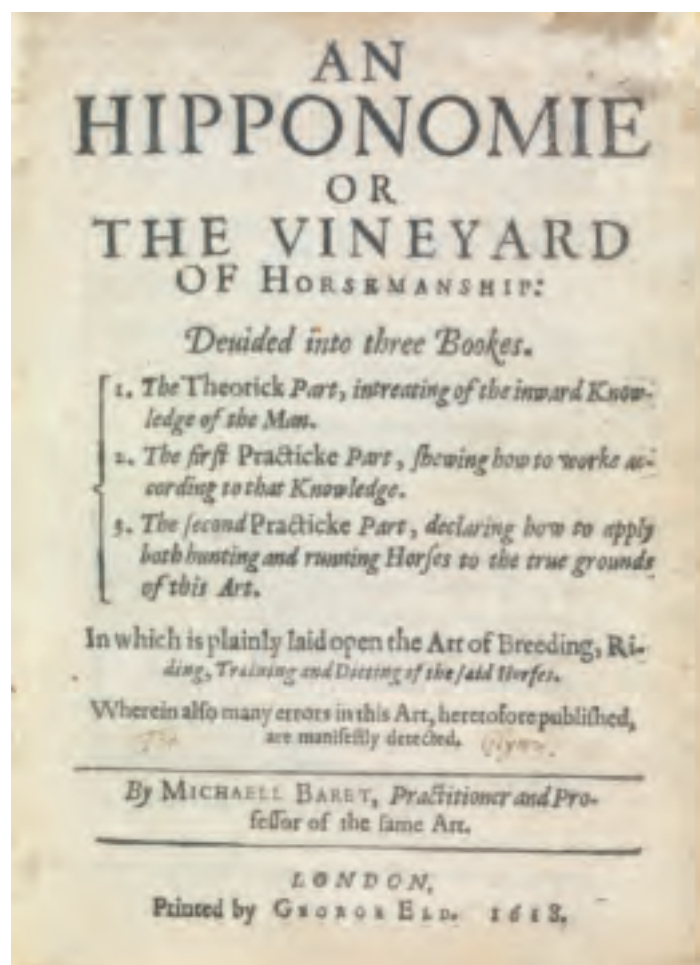 AN
HIPPONOMIE
OR
THE VINEYARD
OF HORSEMANSHIP:
Deuided into three Bookes.
1. The Theorick Part, intreating of the inward Know-
ledge of the Man.
2. The firſt Practicke Part, ſhewing how to worke ac-
cording to that Knowledge.
3. The ſecond Practicke Part, declaring how to apply
both hunting and running Horſes to the true grounds
of this Art.
In which is plainly laid open the Art of Breeding, Ri-
ding, Training and Dieting of the ſaid Horſes.
Wherein alſo many errors in this Art, heretofore publiſhed,
are manifeſtly detected.
By MICHAELL BARET, Practitioner and Pro-
feſſor of the ſame Art.
LONDON,
Printed by GEORGE ELD. 1618.